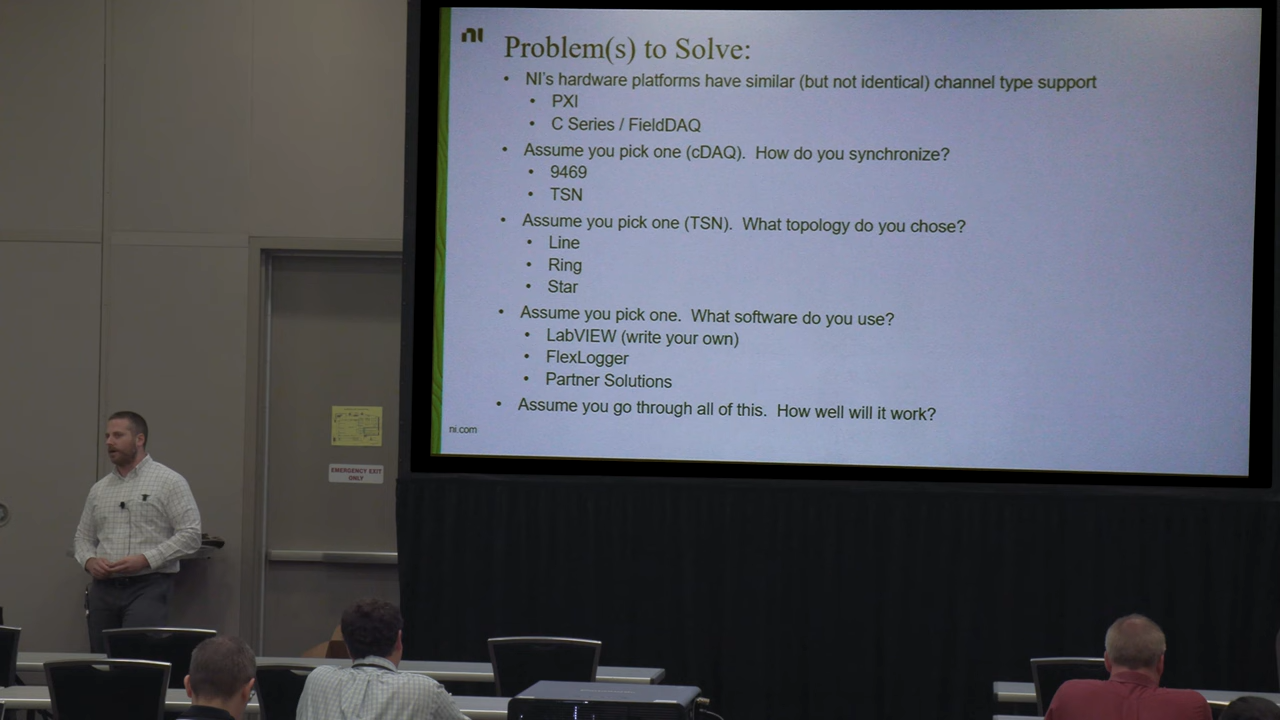 ni
Problem(s) to Solve:
• NI's hardware platforms have similar (but not identical) channel type support
• PXI
• C Series / FieldDAQ
• Assume you pick one (cDAQ). How do you synchronize?
• 9469
• TSN
• Assume you pick one (TSN). What topology do you chose?
• Line
• Ring
• Star
• Assume you pick one. What software do you use?
• LabVIEW (write your own)
• FlexLogger
• Partner Solutions
• Assume you go through all of this. How well will it work?
ni.com
EMERGENCY EXIT
ONLY